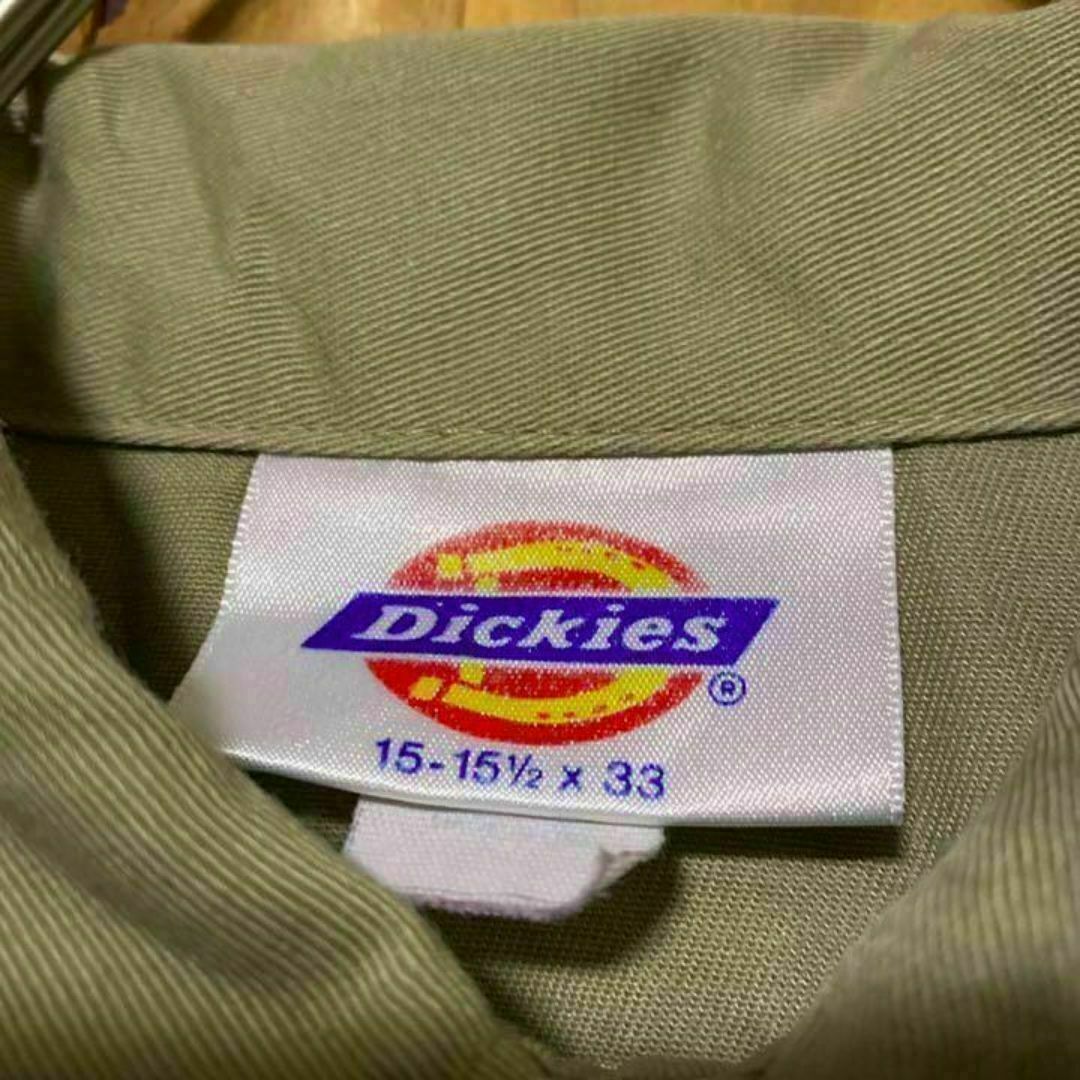 Dickies
®
15-15½ x 33